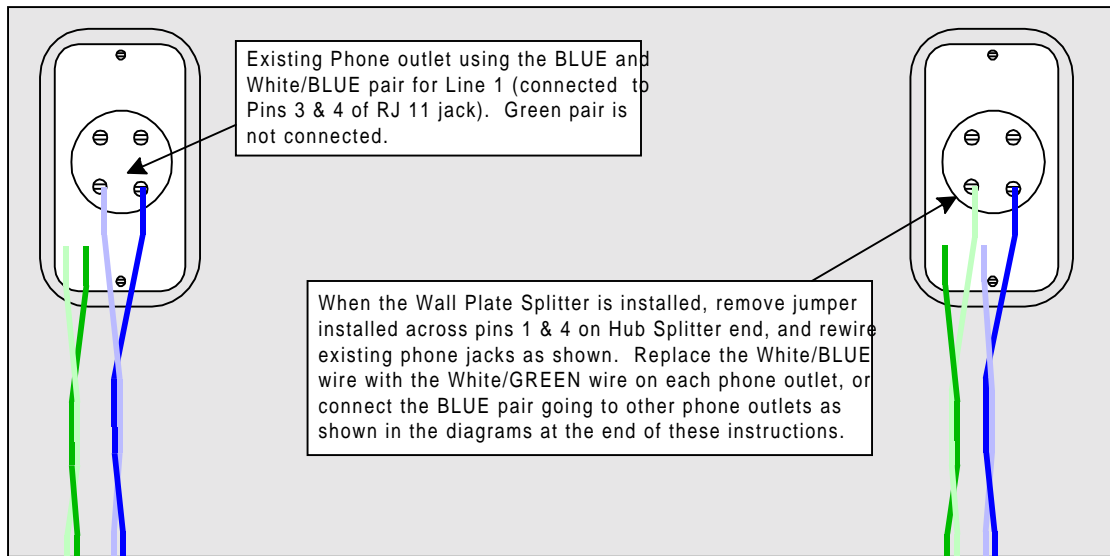 Existing Phone outlet using the BLUE and
White/BLUE pair for Line 1 (connected to
Pins 3 & 4 of RJ 11 jack). Green pair is
not connected.
When the Wall Plate Splitter is installed, remove jumper
installed across pins 1 & 4 on Hub Splitter end, and rewire
existing phone jacks as shown. Replace the White/BLUE
wire with the White/GREEN wire on each phone outlet, or
connect the BLUE pair going to other phone outlets as
shown in the diagrams at the end of these instructions.